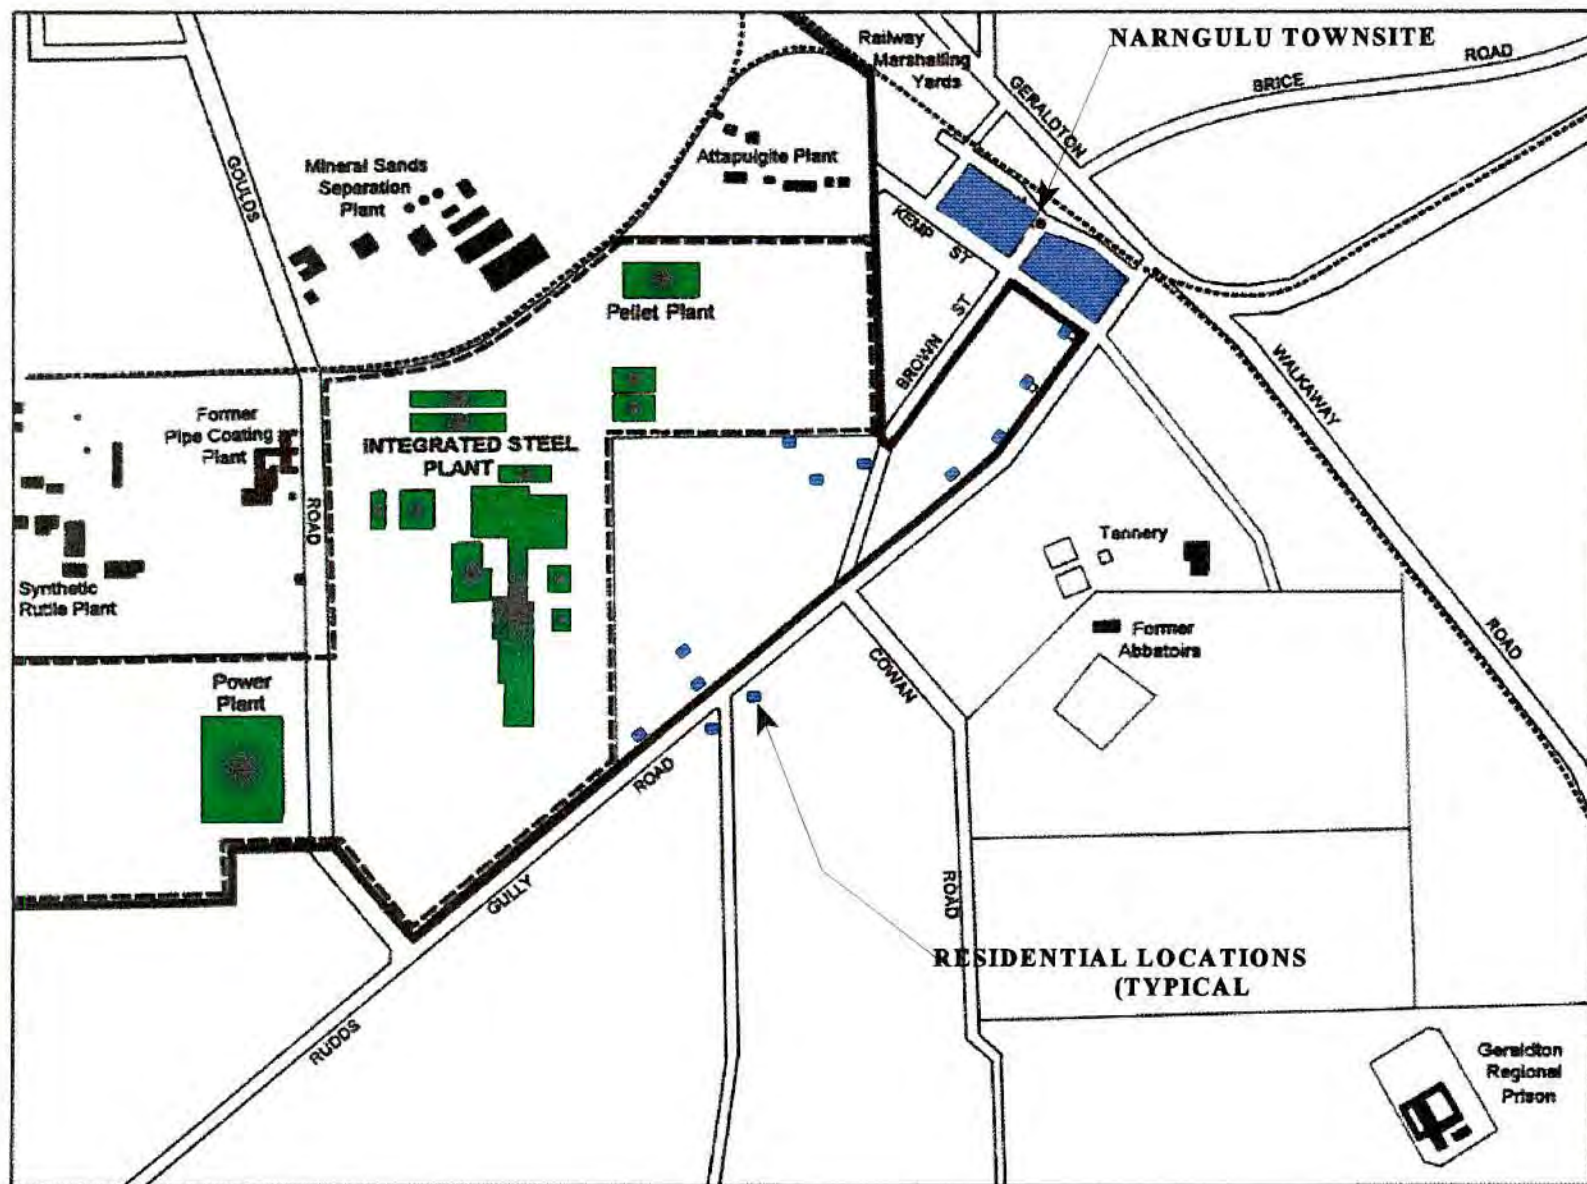 NARNGULU TOWNSITE
Railway
Marshalling
Yards
GERALDTON
BRICE
ROAD
GOULDS
Mineral Sands
Separation
Plant
Attapulgite Plant
KEMP ST
Pellet Plant
BROWN ST
WALKAWAY
Former
Pipe Coating
Plant
INTEGRATED STEEL
PLANT
ROAD
Tannery
Synthetic
Rutile Plant
Former
Abbatoirs
ROAD
COWAN
Power
Plant
ROAD
GULLY
ROAD
RESIDENTIAL LOCATIONS
(TYPICAL
RUDDS
Geraldton
Regional
Prison